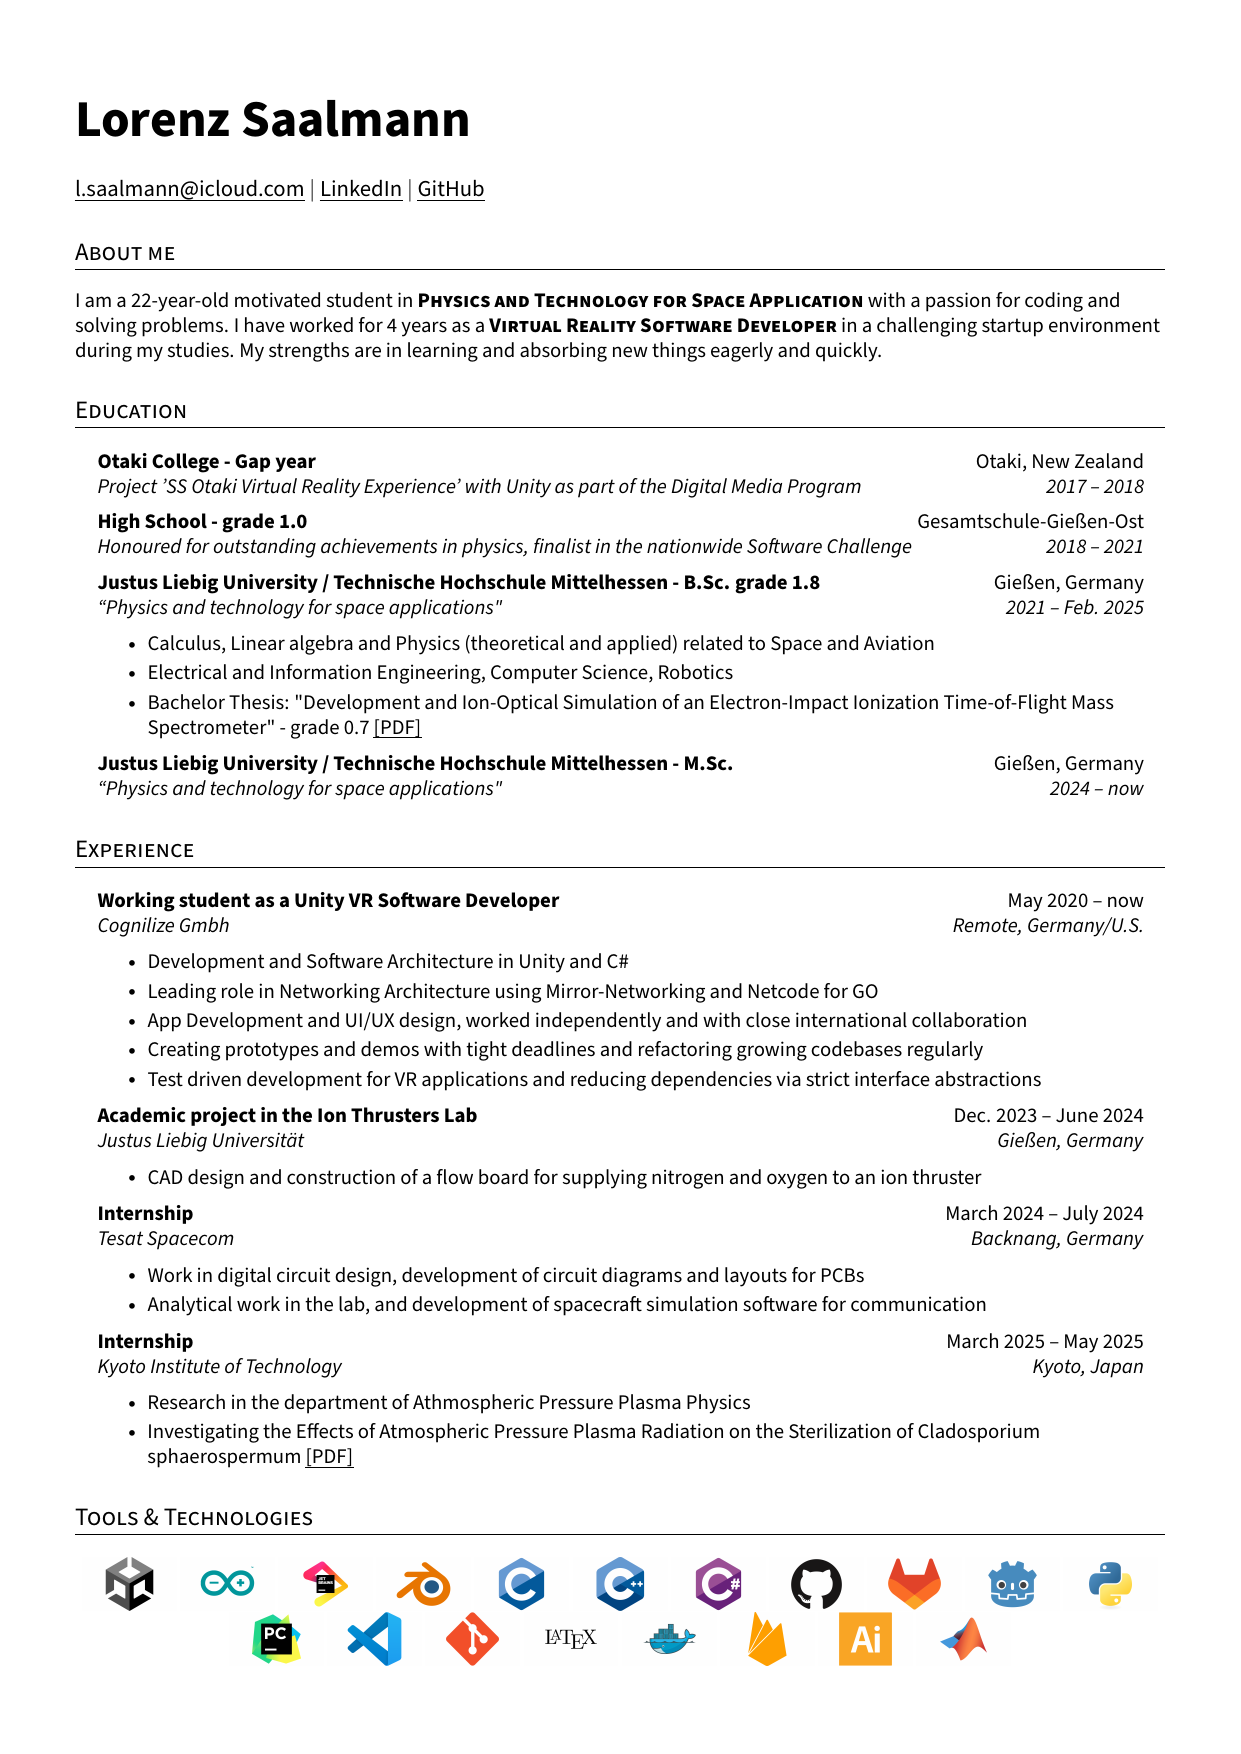 Lorenz Saalmann
l.saalmann@icloud.com | LinkedIn | GitHub
About me
I am a 22-year-old motivated student in Physics and Technology for Space Application with a passion for coding and
solving problems. I have worked for 4 years as a Virtual Reality Software Developer in a challenging startup environment
during my studies. My strengths are in learning and absorbing new things eagerly and quickly.
Education
Otaki College - Gap year Otaki, New Zealand
Project ’SS Otaki Virtual Reality Experience’ with Unity as part of the Digital Media Program 2017 – 2018
High School - grade 1.0 Gesamtschule-Gießen-Ost
Honoured for outstanding achievements in physics, finalist in the nationwide Software Challenge 2018 – 2021
Justus Liebig University / Technische Hochschule Mittelhessen - B.Sc. grade 1.8 Gießen, Germany
“Physics and technology for space applications" 2021 – Feb. 2025
• Calculus, Linear algebra and Physics (theoretical and applied) related to Space and Aviation
• Electrical and Information Engineering, Computer Science, Robotics
• Bachelor Thesis: "Development and Ion-Optical Simulation of an Electron-Impact Ionization Time-of-Flight Mass
Spectrometer" - grade 0.7 [PDF]
Justus Liebig University / Technische Hochschule Mittelhessen - M.Sc. Gießen, Germany
“Physics and technology for space applications" 2024 – now
Experience
Working student as a Unity VR Software Developer May 2020 – now
Cognilize Gmbh Remote, Germany/U.S.
• Development and Software Architecture in Unity and C#
• Leading role in Networking Architecture using Mirror-Networking and Netcode for GO
• App Development and UI/UX design, worked independently and with close international collaboration
• Creating prototypes and demos with tight deadlines and refactoring growing codebases regularly
• Test driven development for VR applications and reducing dependencies via strict interface abstractions
Academic project in the Ion Thrusters Lab Dec. 2023 – June 2024
Justus Liebig Universität Gießen, Germany
• CAD design and construction of a flow board for supplying nitrogen and oxygen to an ion thruster
Internship March 2024 – July 2024
Tesat Spacecom Backnang, Germany
• Work in digital circuit design, development of circuit diagrams and layouts for PCBs
• Analytical work in the lab, and development of spacecraft simulation software for communication
Internship March 2025 – May 2025
Kyoto Institute of Technology Kyoto, Japan
• Research in the department of Athmospheric Pressure Plasma Physics
• Investigating the Effects of Atmospheric Pressure Plasma Radiation on the Sterilization of Cladosporium
sphaerospermum [PDF]
Tools & Technologies
JET BRAINS C C++ C#
PC LATEX Ai